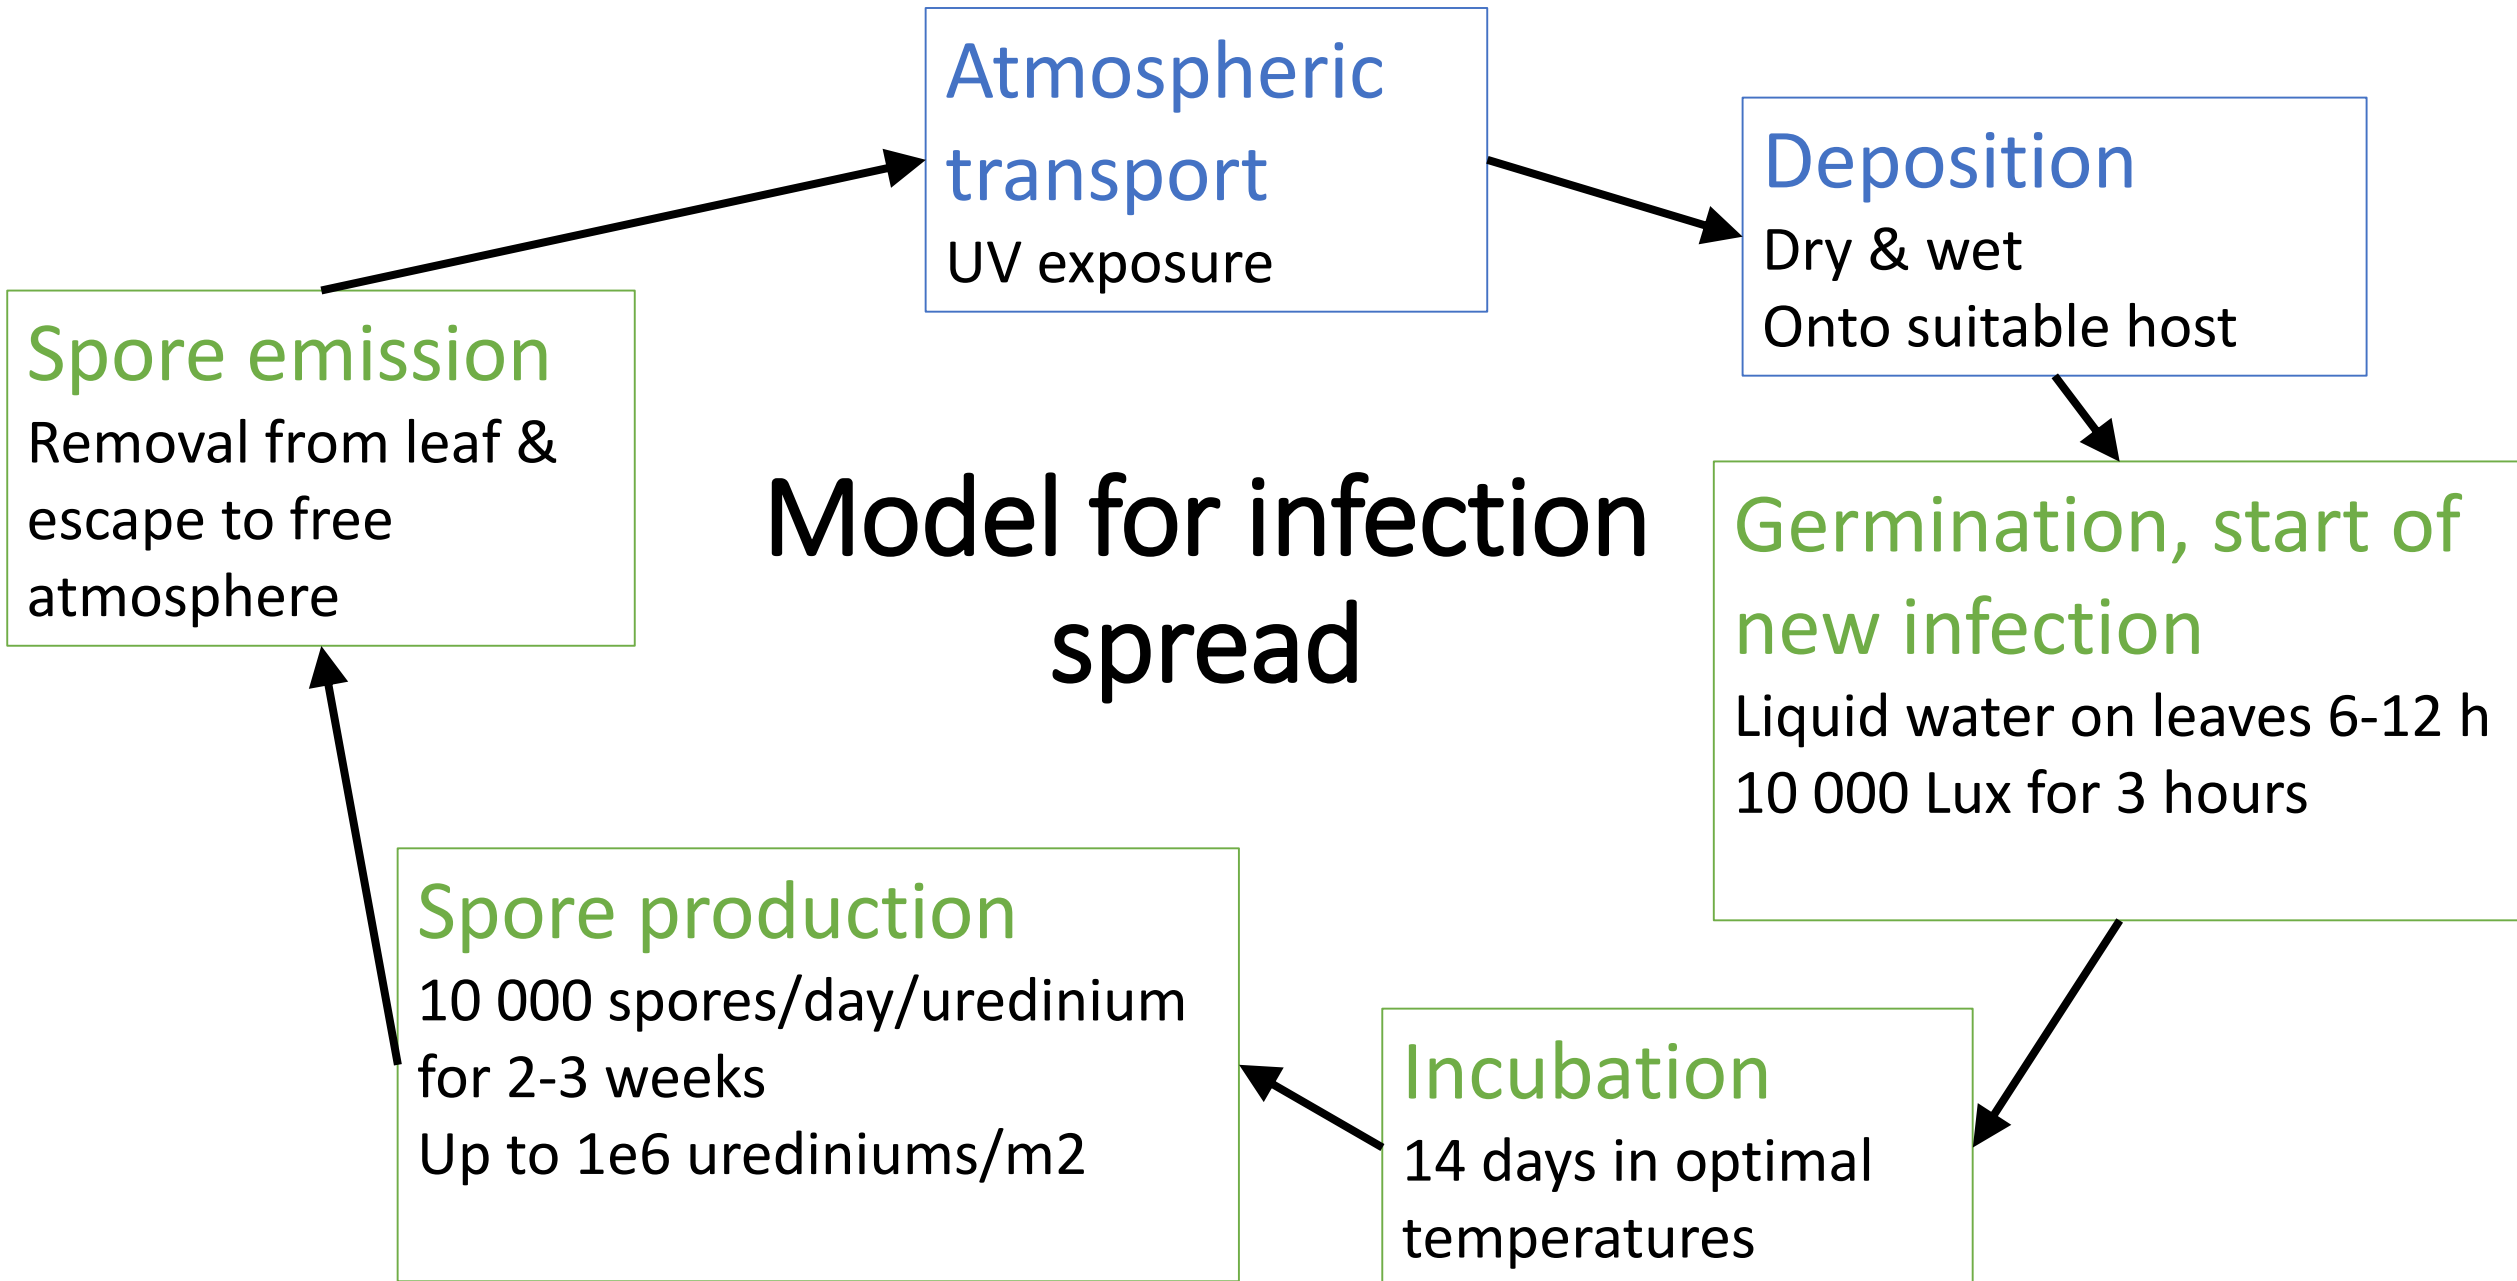 Atmospheric
transport
UV exposure
Deposition
Dry & wet
Onto suitable host
Spore emission
Removal from leaf &
escape to free
atmosphere
Model for infection
spread
Germination, start of
new infection
Liquid water on leaves 6-12 h
10 000 Lux for 3 hours
Spore production
10 000 spores/day/uredinium
for 2-3 weeks
Up to 1e6 urediniums/m2
Incubation
14 days in optimal
temperatures